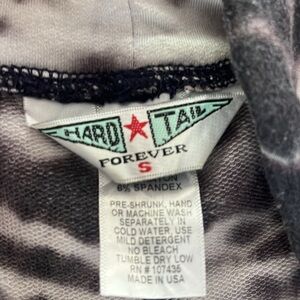 HARD TAIL
FOREVER
S
6% SPANDEX
PRE-SHRUNK, HAND
OR MACHINE WASH
SEPARATELY IN
COLD WATER, USE
MILD DETERGENT
NO BLEACH
TUMBLE DRY LOW
RN # 107436
MADE IN USA